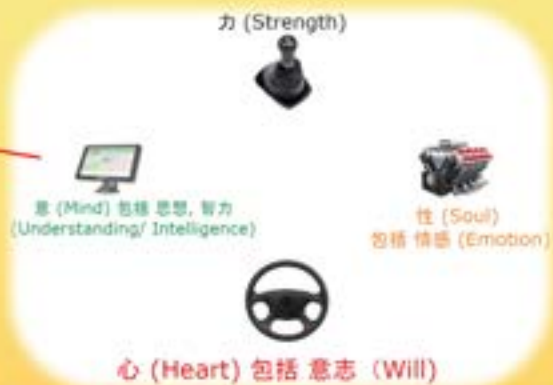 力 (Strength)
意 (Mind) 包括 思想, 智力
(Understanding/ Intelligence)
性 (Soul)
包括 情感 (Emotion)
心 (Heart) 包括 意志 (Will)